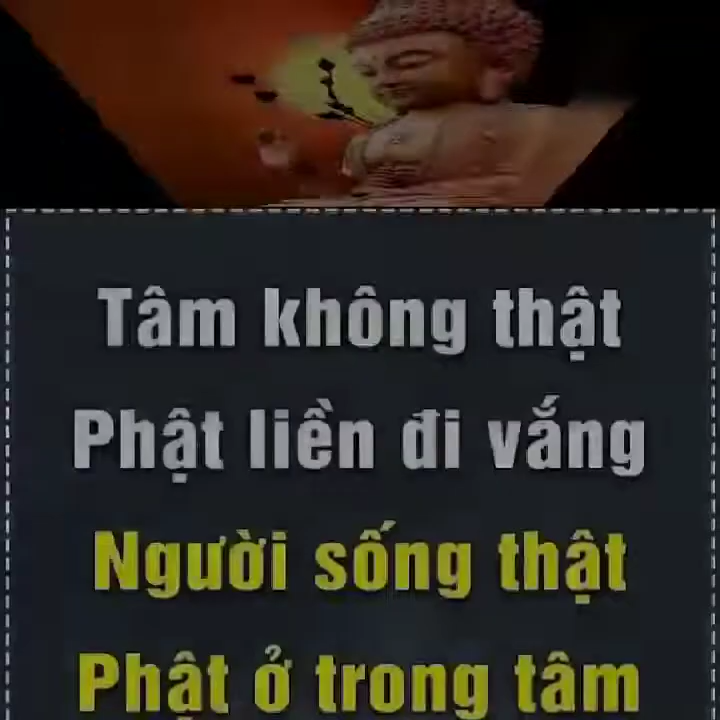 Tâm không thật
Phật liền đi vắng
Người sống thật
Phật ở trong tâm